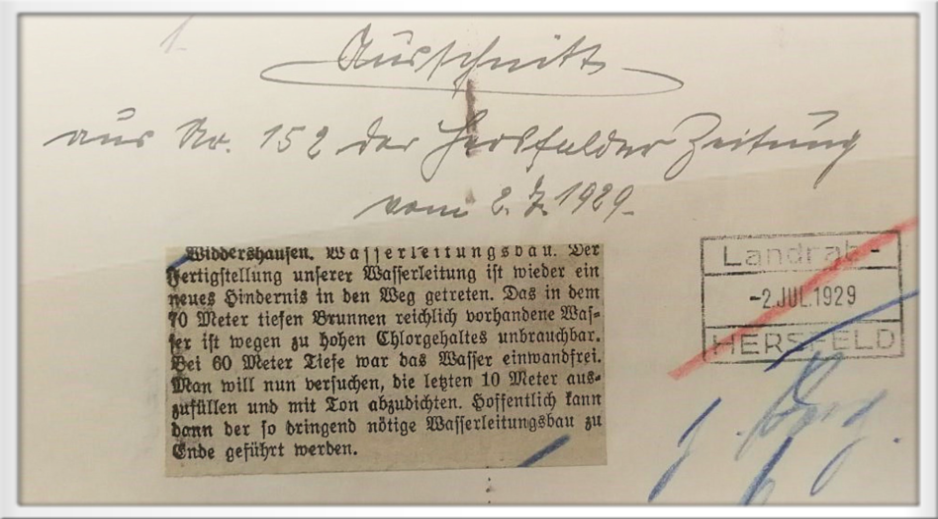 Ausschnitt
aus No. 152 der Hersfelder Zeitung
vom 2.7.1929.
Widdershausen. Wasserleitungsbau. Der
Fertigstellung unserer Wasserleitung ist wieder ein
neues Hindernis in den Weg getreten. Das in dem
70 Meter tiefen Brunnen reichlich vorhandene Was-
ser ist wegen zu hohen Chlorgehaltes unbrauchbar.
Bei 60 Meter Tiefe war das Wasser einwandfrei.
Man will nun versuchen, die letzten 10 Meter aus-
zufüllen und mit Ton abzudichten. Hoffentlich kann
dann der so dringend nötige Wasserleitungsbau zu
Ende geführt werden.
Landrat-
-2.JUL.1929
HERSFELD